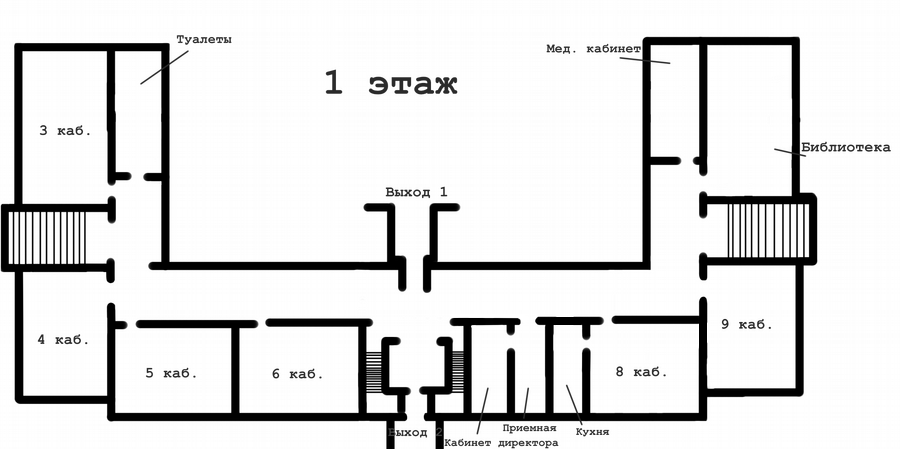 Туалеты
Мед. кабинет
1 этаж
3 каб.
Библиотека
Выход 1
4 каб.
9 каб.
5 каб.
6 каб.
8 каб.
Выход 2
Приемная
Кухня
Кабинет директора